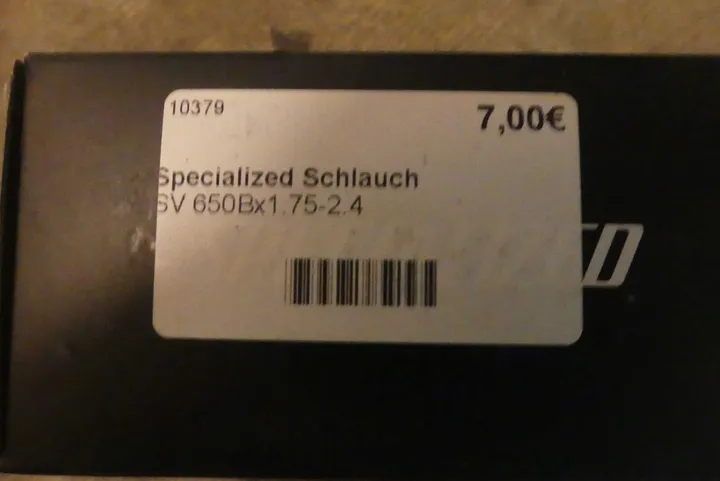 10379
7,00€
Specialized Schlauch
SV 650Bx1.75-2.4